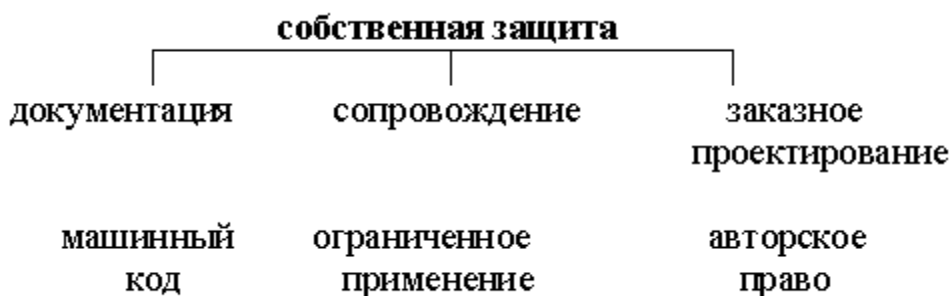 собственная защита
документация сопровождение заказное
проектирование
машинный ограниченное авторское
код применение право